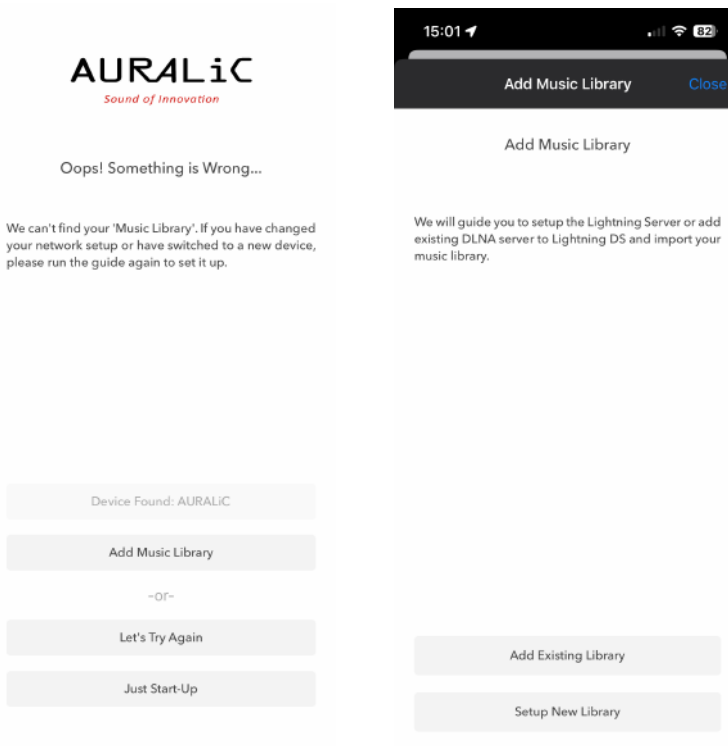 AURALiC
Sound of Innovation
Oops! Something is Wrong...
We can't find your 'Music Library'. If you have changed
your network setup or have switched to a new device,
please run the guide again to set it up.
Device Found: AURALiC
Add Music Library
-or-
Let's Try Again
Just Start-Up
15:01
82
Add Music Library
Close
Add Music Library
We will guide you to setup the Lightning Server or add
existing DLNA server to Lightning DS and import your
music library.
Add Existing Library
Setup New Library